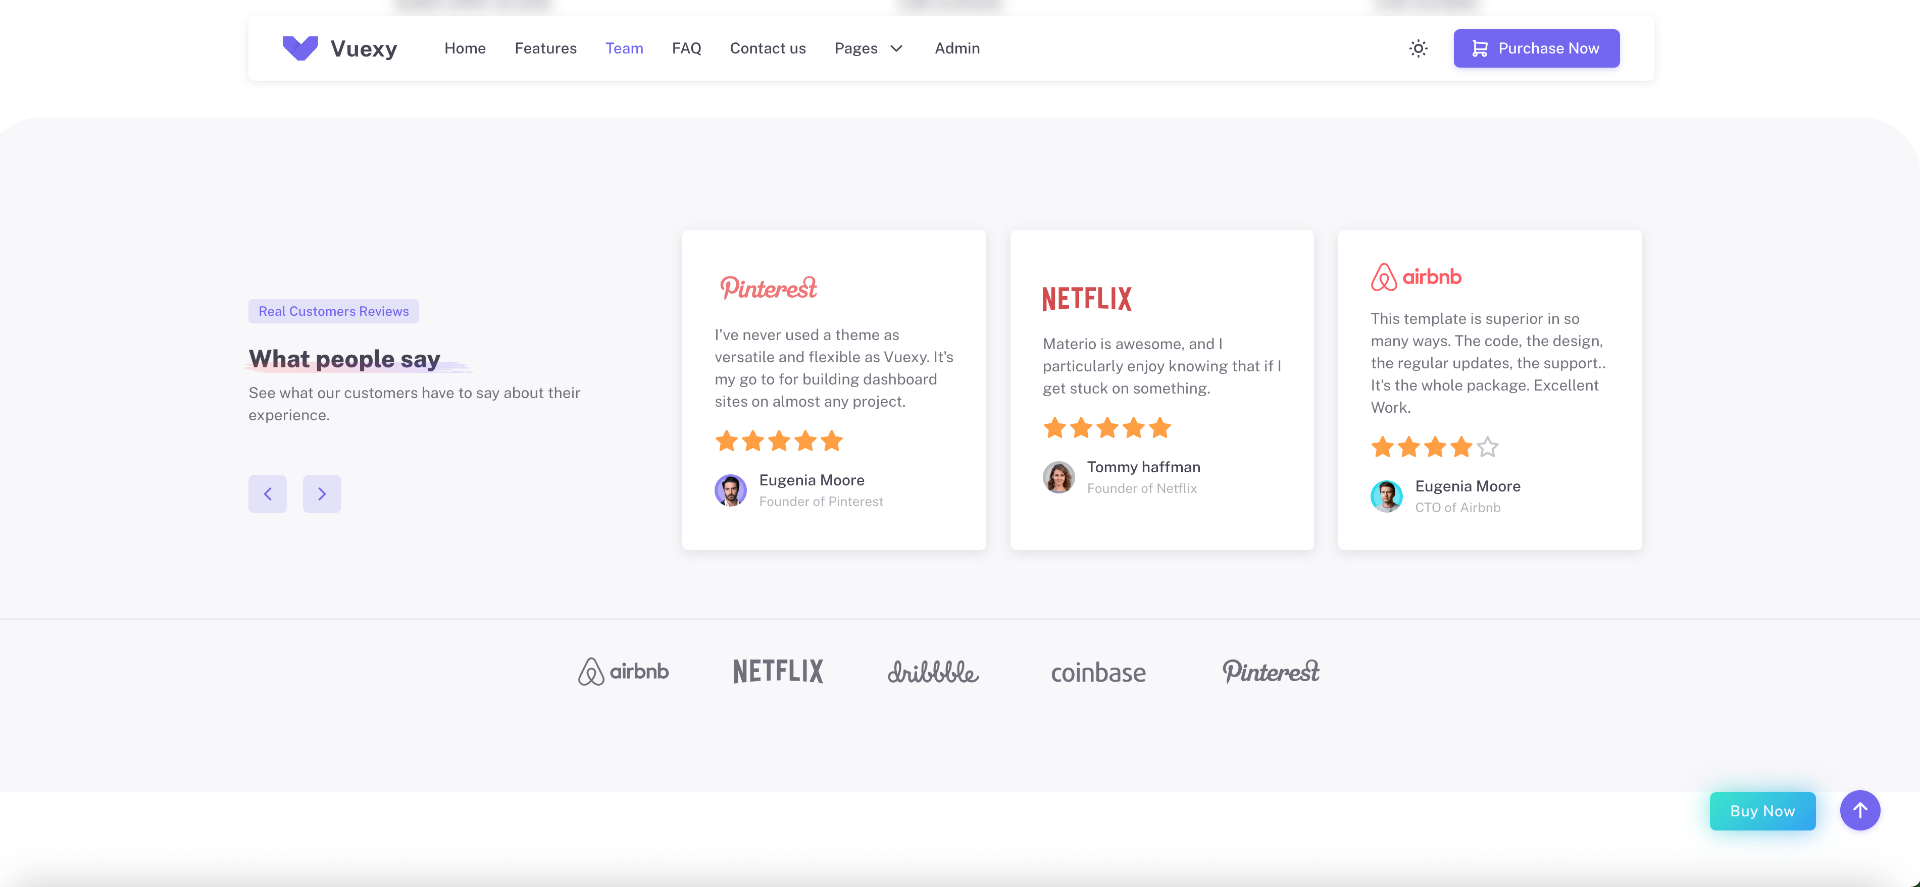 Vuexy
Home Features Team FAQ Contact us Pages Admin
Purchase Now
Real Customers Reviews
What people say
See what our customers have to say about their
experience.
Pinterest
I've never used a theme as
versatile and flexible as Vuexy. It's
my go to for building dashboard
sites on almost any project.
Eugenia Moore
Founder of Pinterest
NETFLIX
Materio is awesome, and I
particularly enjoy knowing that if I
get stuck on something.
Tommy haffman
Founder of Netflix
airbnb
This template is superior in so
many ways. The code, the design,
the regular updates, the support..
It's the whole package. Excellent
Work.
Eugenia Moore
CTO of Airbnb
airbnb NETFLIX dribbble coinbase Pinterest
Buy Now